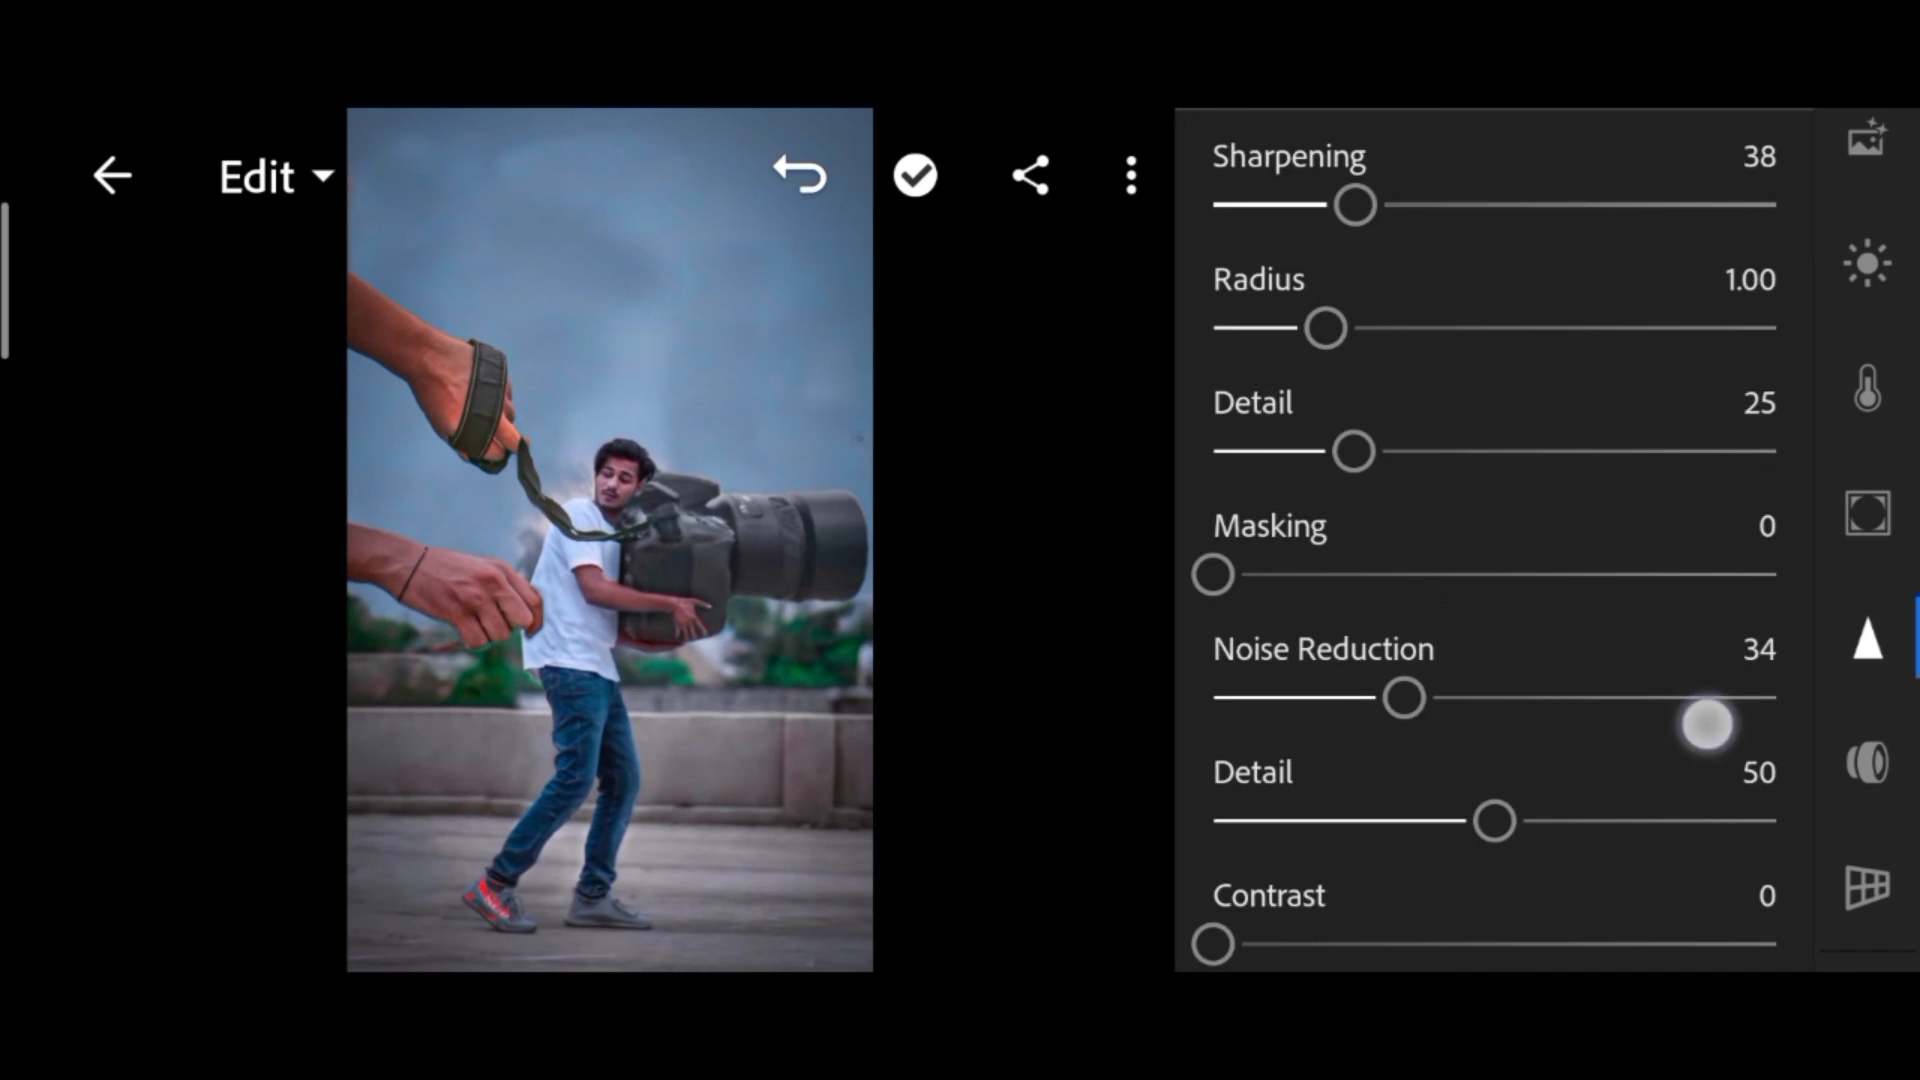 Edit
Sharpening 38
Radius 1.00
Detail 25
Masking 0
Noise Reduction 34
Detail 50
Contrast 0